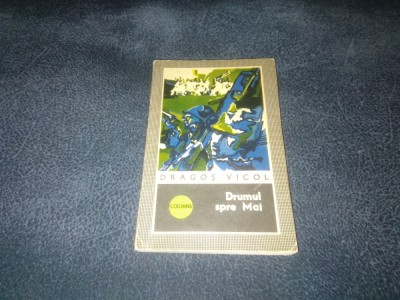 DRAGOȘ VICOL
COLUMNA
Drumul
spre Mai